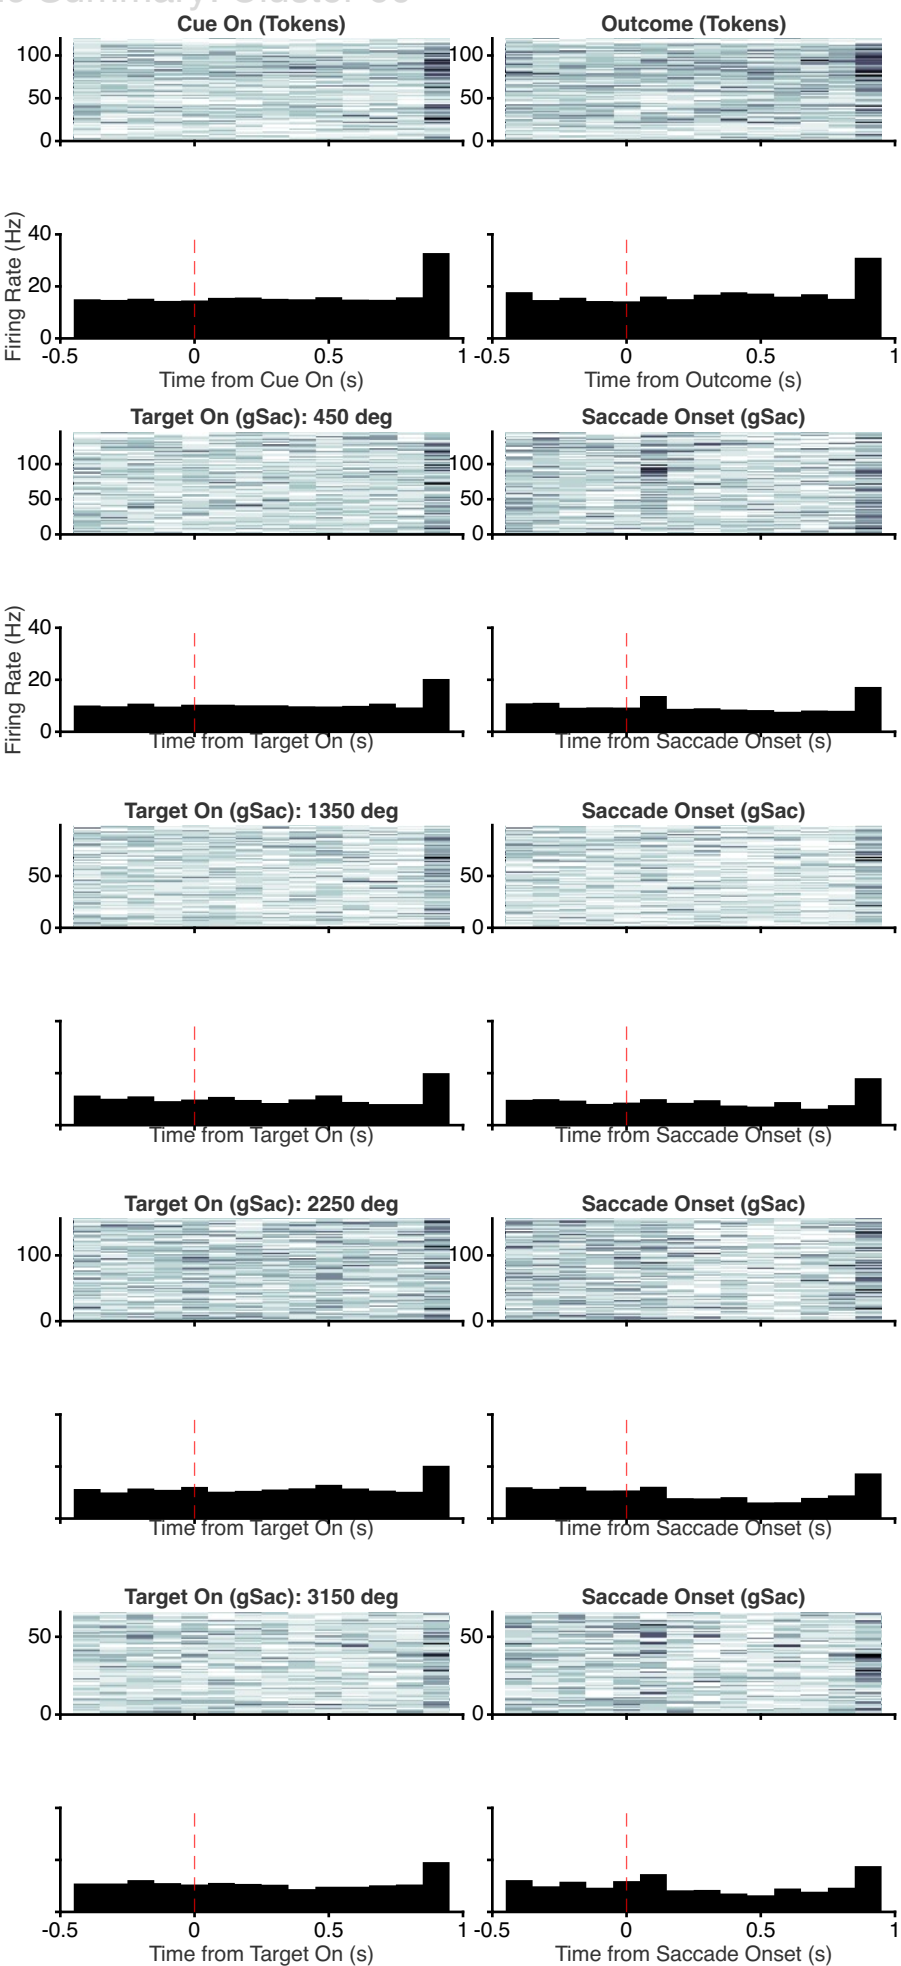 Summary: Cluster
Cue On (Tokens) Outcome (Tokens)
100 100
50 50
0 0
Firing Rate (Hz)
40
20
0
-0.5 0 0.5 1 -0.5 0 0.5 1
Time from Cue On (s) Time from Outcome (s)
Target On (gSac): 450 deg Saccade Onset (gSac)
100 100
50 50
0 0
Firing Rate (Hz)
40
20
0
Time from Target On (s) Time from Saccade Onset (s)
Target On (gSac): 1350 deg Saccade Onset (gSac)
50 50
0 0
Time from Target On (s) Time from Saccade Onset (s)
Target On (gSac): 2250 deg Saccade Onset (gSac)
100 100
0 0
Time from Target On (s) Time from Saccade Onset (s)
Target On (gSac): 3150 deg Saccade Onset (gSac)
50 50
0 0
-0.5 0 0.5 1 -0.5 0 0.5 1
Time from Target On (s) Time from Saccade Onset (s)